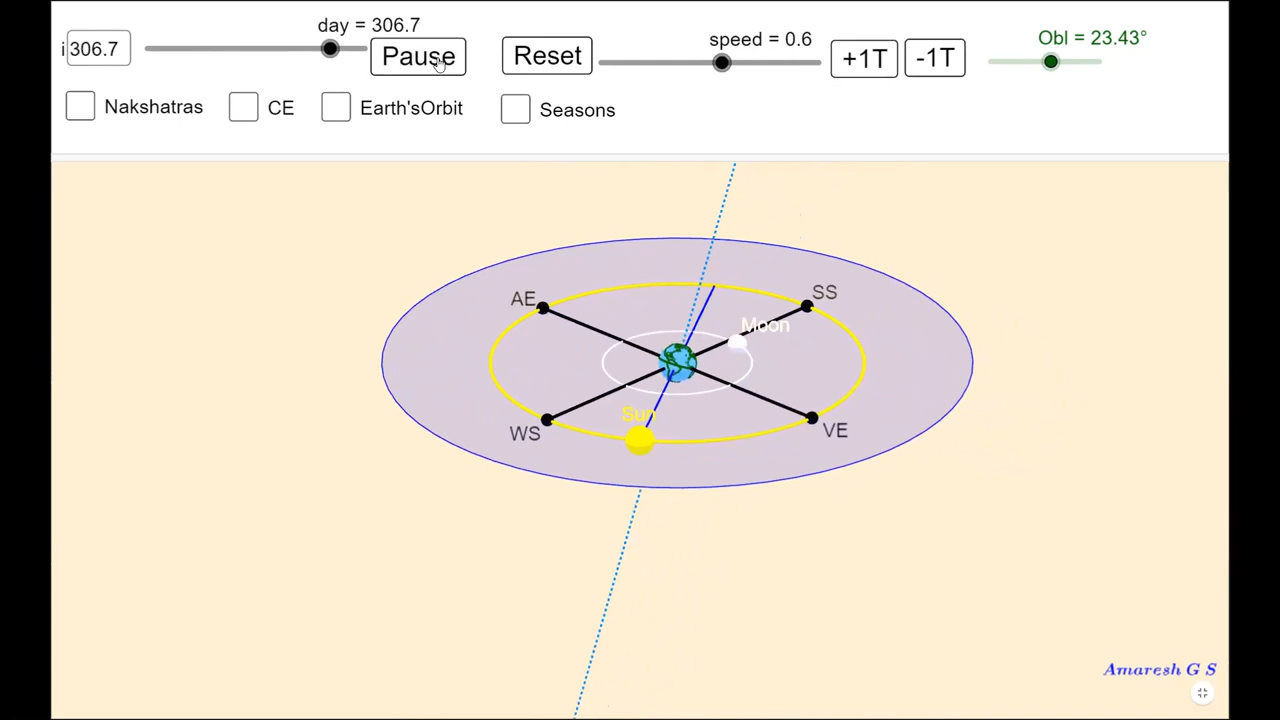 day = 306.7
i 306.7
Pause
Reset
speed = 0.6
+1T
-1T
Obl = 23.43°
Nakshatras
CE
Earth'sOrbit
Seasons
AE
SS
Moon
Sun
WS
VE
Amaresh G S